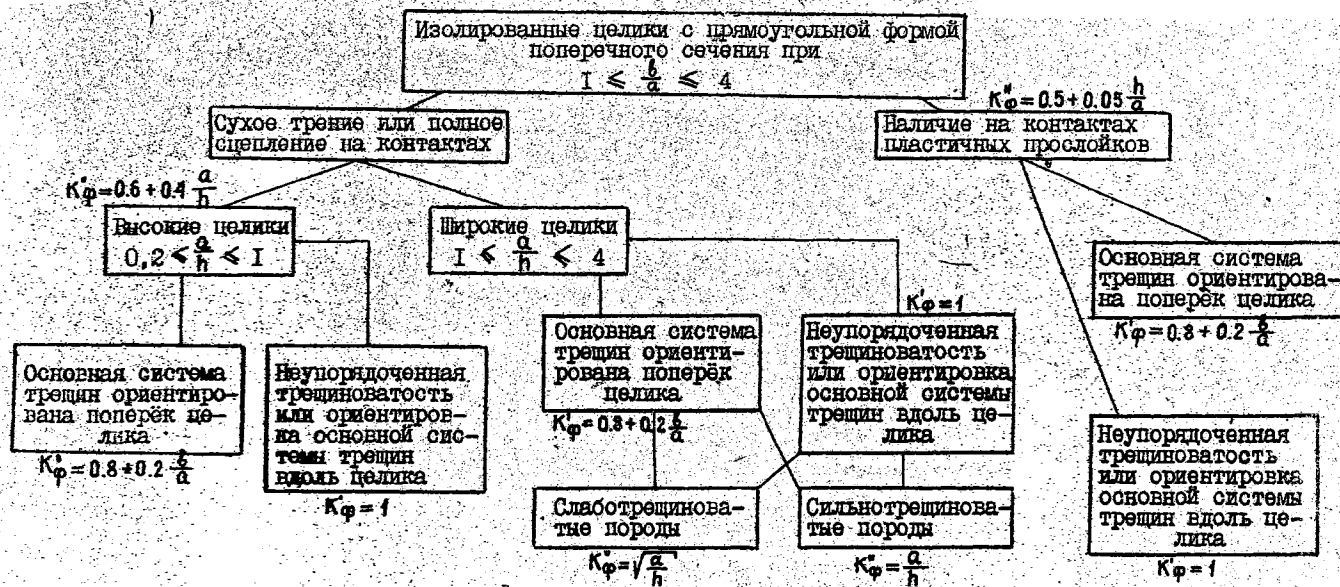 Изолированные целики с прямоугольной формой
поперечного сечения при
I ⩽ b/a ⩽ 4
K″φ = 0.5 + 0.05 h/a
Сухое трение или полное
сцепление на контактах
Наличие на контактах
пластичных прослойков
K″φ = 0.6 + 0.4 a/h
Высокие целики
0,2 ⩽ a/h ⩽ I
Широкие целики
I ⩽ a/h ⩽ 4
Основная система
трещин ориентирова-
на поперёк целика
K′φ = 0.8 + 0.2 b/a
Основная система
трещин ориентиро-
вана поперёк це-
лика
K′φ = 0.8 + 0.2 b/a
Неупорядоченная
трещиноватость
или ориентиров-
ка основной сис-
темы трещин
вдоль целика
K′φ = 1
Основная система
трещин ориенти-
рована поперёк
целика
K′φ = 0.8 + 0.2 b/a
K′φ = 1
Неупорядоченная
трещиноватость
или ориентировка
основной системы
трещин вдоль це-
лика
Слаботрещинова-
тые породы
K″φ = √a/h
Сильнотрещинова-
тые породы
K″φ = a/h
Неупорядоченная
трещиноватость
или ориентировка
основной системы
трещин вдоль це-
лика
K′φ = 1